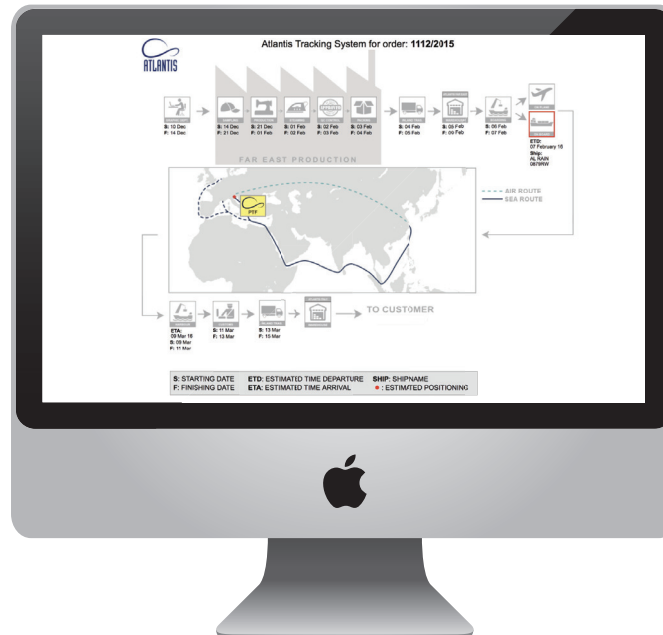 Atlantis Tracking System for order: 1112/2015
ATLANTIS
S: 10 Dec
F: 14 Dec
S: 14 Dec
F: 21 Dec
S: 21 Dec
F: 01 Feb
S: 01 Feb
F: 02 Feb
S: 02 Feb
F: 03 Feb
S: 03 Feb
F: 04 Feb
S: 04 Feb
F: 05 Feb
S: 05 Feb
F: 09 Feb
S: 06 Feb
F: 07 Feb
ETD:
07 February 16
Ship:
AL RAIN
0679RW
FAR EAST PRODUCTION
AIR ROUTE
SEA ROUTE
PTF
ETA:
09 Mar 16
S: 09 Mar
F: 11 Mar
S: 11 Mar
F: 13 Mar
S: 13 Mar
F: 15 Mar
TO CUSTOMER
S: STARTING DATE ETD: ESTIMATED TIME DEPARTURE SHIP: SHIPNAME
F: FINISHING DATE ETA: ESTIMATED TIME ARRIVAL : ESTIMATED POSITIONING